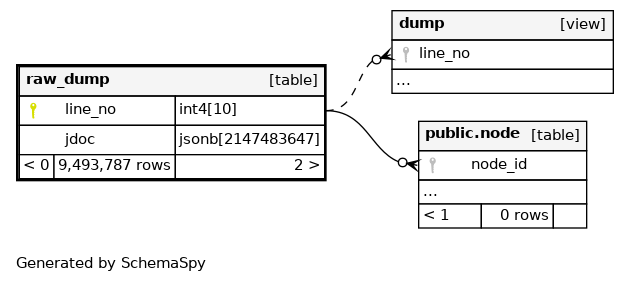 dump [view]
line_no
...
raw_dump [table]
line_no int4[10]
jdoc jsonb[2147483647]
< 0 9,493,787 rows 2 >
public.node [table]
node_id
...
< 1 0 rows
Generated by SchemaSpy